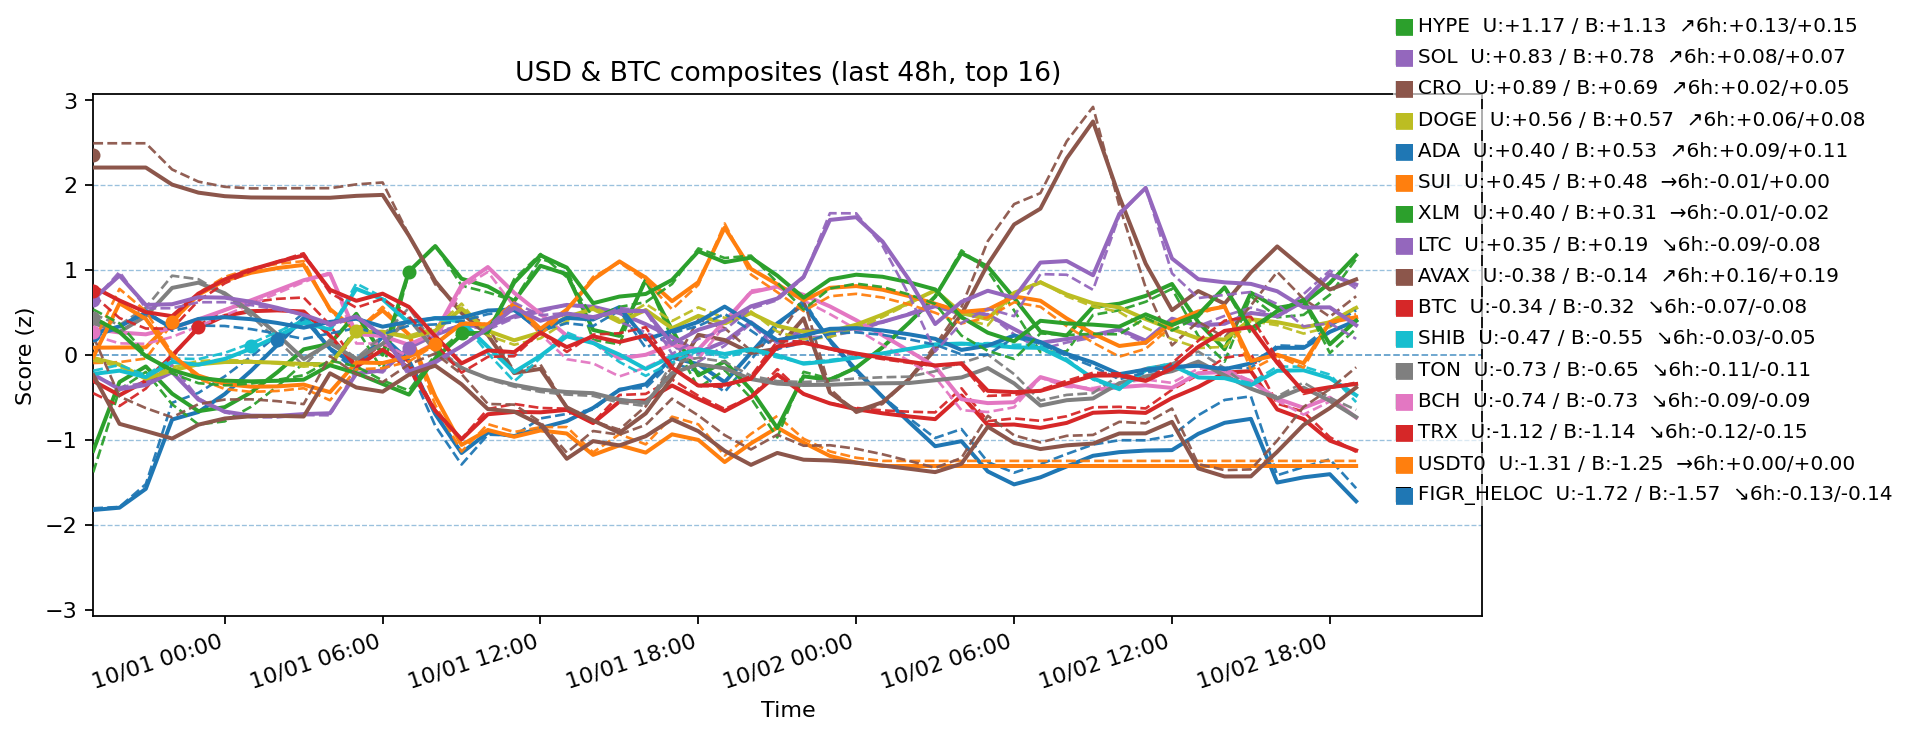 HYPE U:+1.17 / B:+1.13 ↗6h:+0.13/+0.15
SOL U:+0.83 / B:+0.78 ↗6h:+0.08/+0.07
CRO U:+0.89 / B:+0.69 ↗6h:+0.02/+0.05
DOGE U:+0.56 / B:+0.57 ↗6h:+0.06/+0.08
ADA U:+0.40 / B:+0.53 ↗6h:+0.09/+0.11
SUI U:+0.45 / B:+0.48 →6h:-0.01/+0.00
XLM U:+0.40 / B:+0.31 →6h:-0.01/-0.02
LTC U:+0.35 / B:+0.19 ↘6h:-0.09/-0.08
AVAX U:-0.38 / B:-0.14 ↗6h:+0.16/+0.19
BTC U:-0.34 / B:-0.32 ↘6h:-0.07/-0.08
SHIB U:-0.47 / B:-0.55 ↘6h:-0.03/-0.05
TON U:-0.73 / B:-0.65 ↘6h:-0.11/-0.11
BCH U:-0.74 / B:-0.73 ↘6h:-0.09/-0.09
TRX U:-1.12 / B:-1.14 ↘6h:-0.12/-0.15
USDT0 U:-1.31 / B:-1.25 →6h:+0.00/+0.00
FIGR_HELOC U:-1.72 / B:-1.57 ↘6h:-0.13/-0.14
USD & BTC composites (last 48h, top 16)
Score (z)
3
2
1
0
−1
−2
−3
10/01 00:00
10/01 06:00
10/01 12:00
10/01 18:00
10/02 00:00
10/02 06:00
10/02 12:00
10/02 18:00
Time